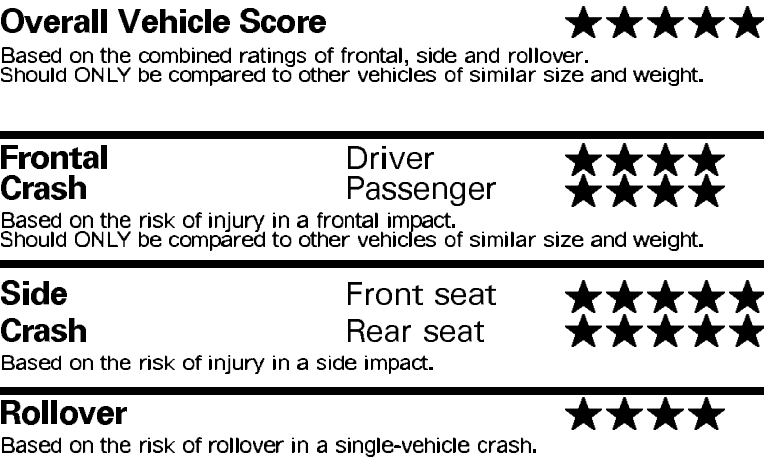 Overall Vehicle Score ★★★★★
Based on the combined ratings of frontal, side and rollover.
Should ONLY be compared to other vehicles of similar size and weight.
Frontal Driver ★★★★
Crash Passenger ★★★★
Based on the risk of injury in a frontal impact.
Should ONLY be compared to other vehicles of similar size and weight.
Side Front seat ★★★★★
Crash Rear seat ★★★★★
Based on the risk of injury in a side impact.
Rollover ★★★★
Based on the risk of rollover in a single-vehicle crash.